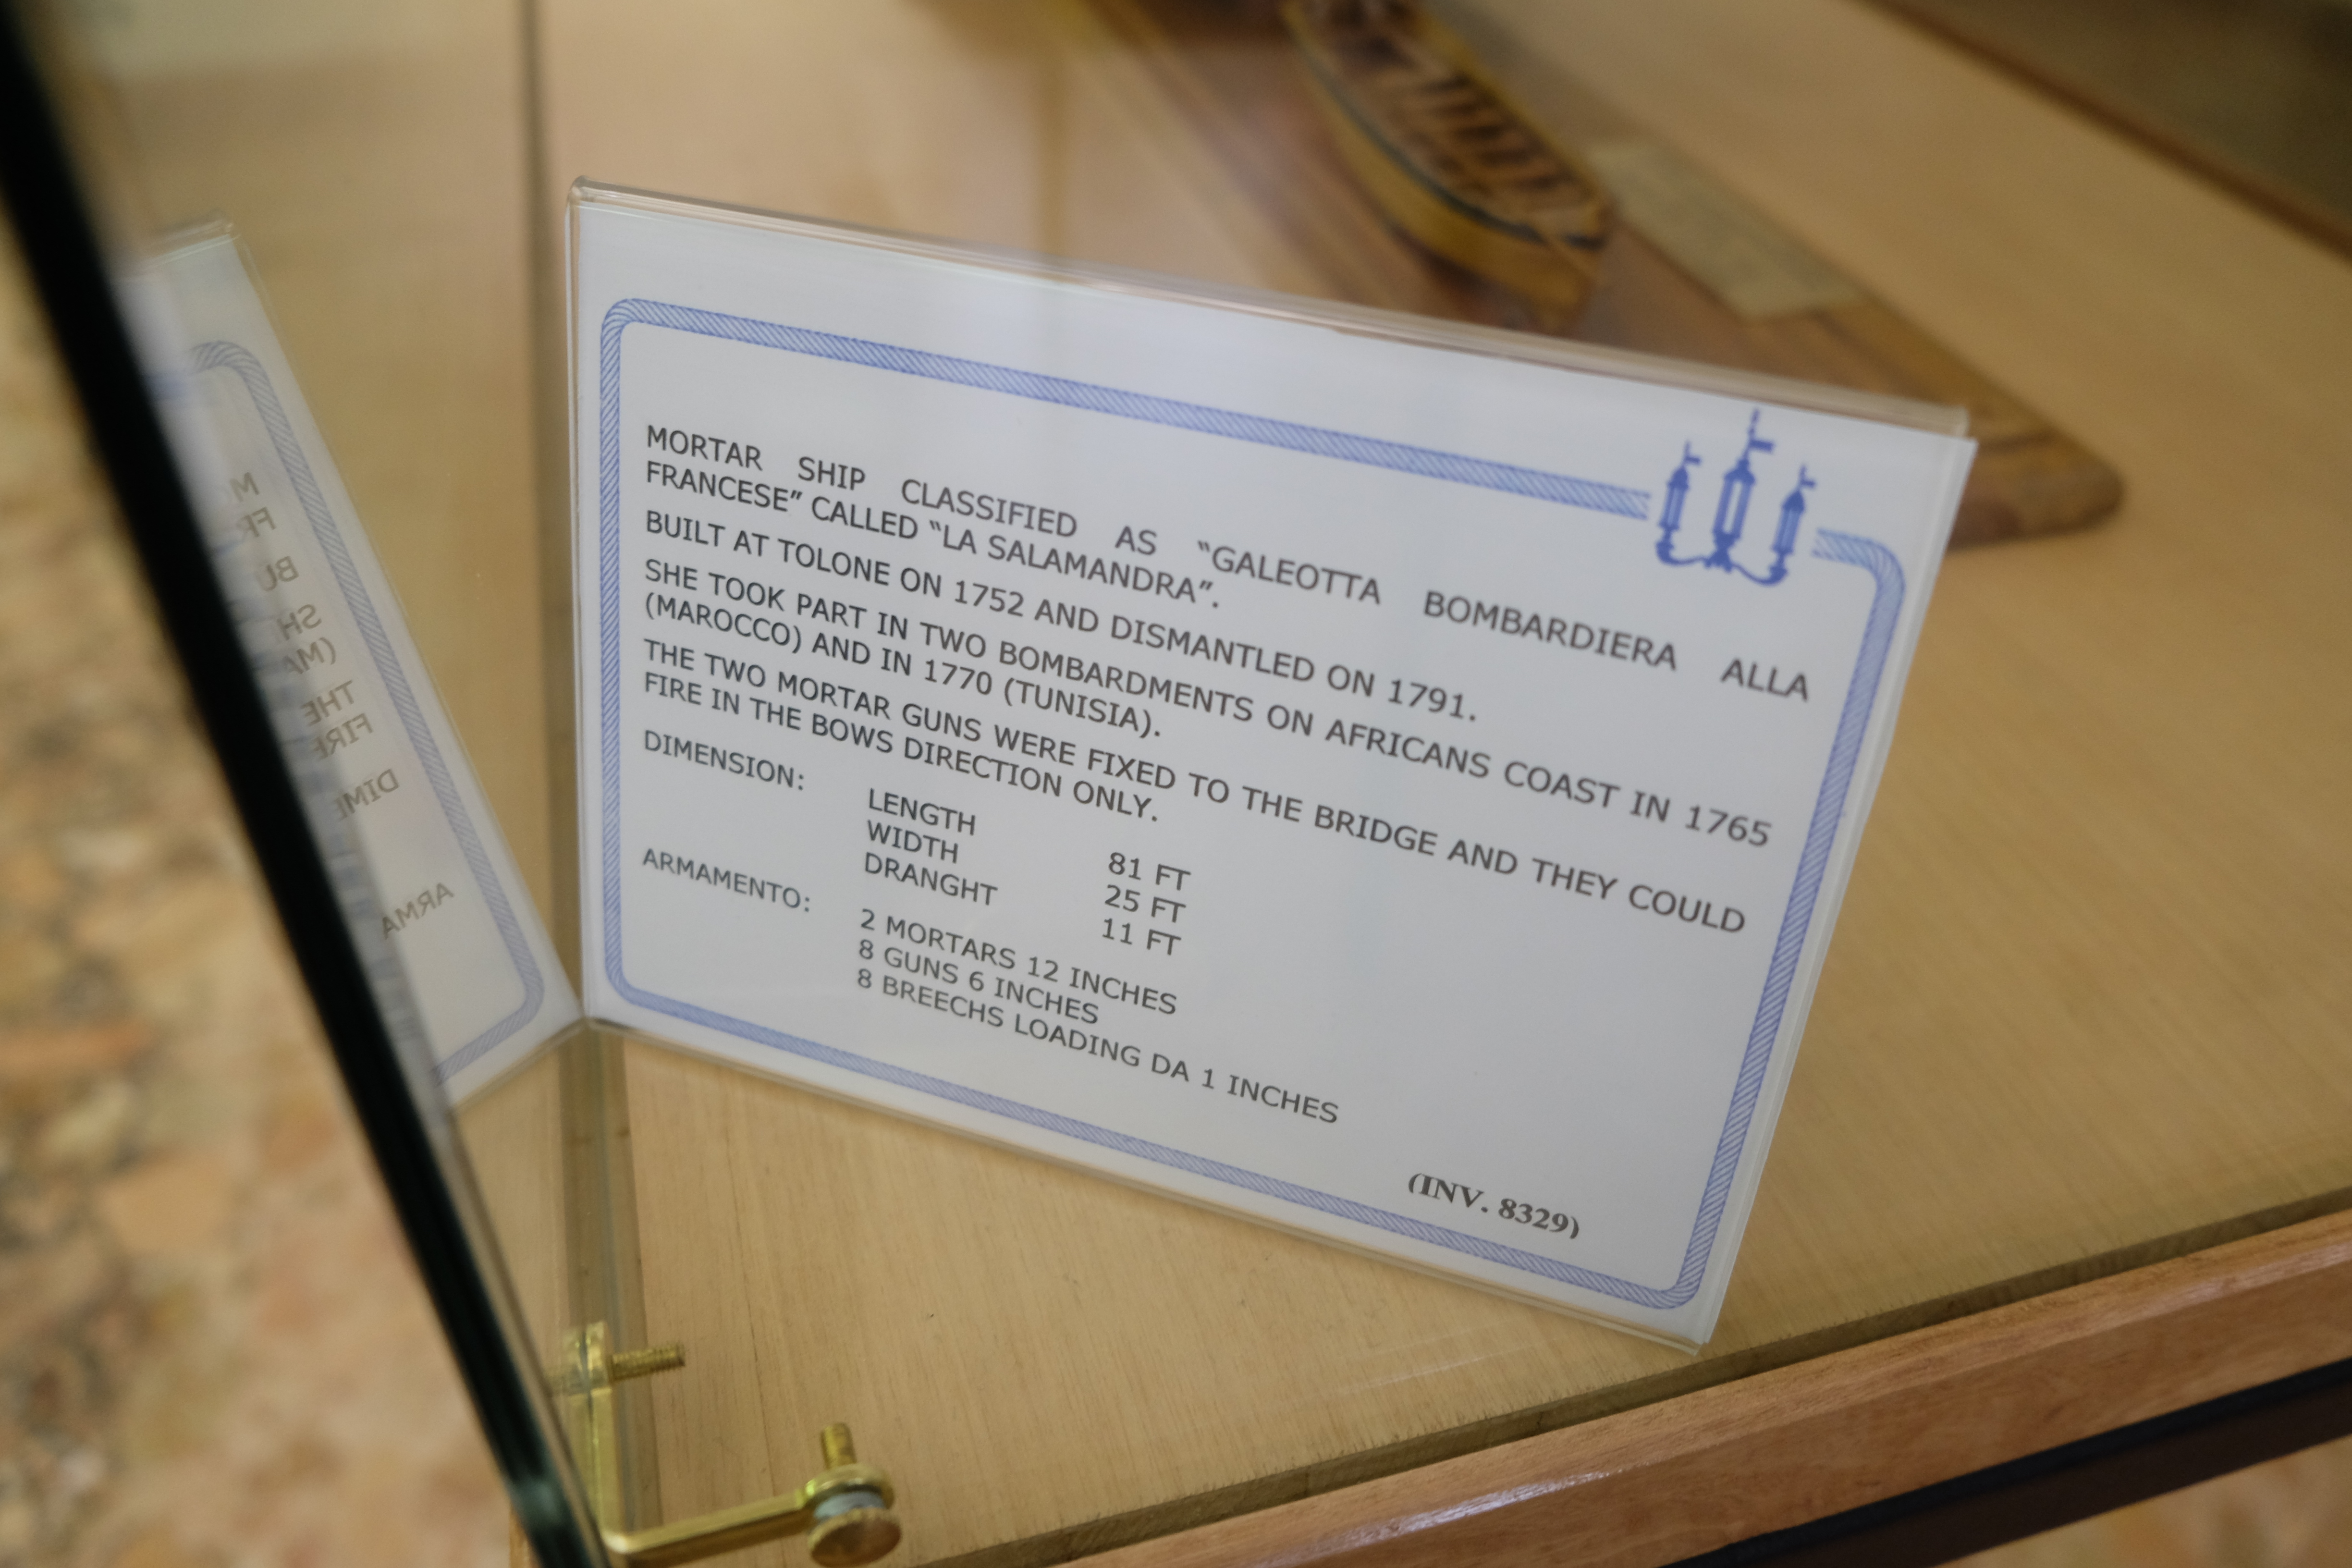 MORTAR SHIP CLASSIFIED AS “GALEOTTA BOMBARDIERA ALLA
FRANCESE” CALLED “LA SALAMANDRA”.
BUILT AT TOLONE ON 1752 AND DISMANTLED ON 1791.
SHE TOOK PART IN TWO BOMBARDMENTS ON AFRICANS COAST IN 1765
(MAROCCO) AND IN 1770 (TUNISIA).
THE TWO MORTAR GUNS WERE FIXED TO THE BRIDGE AND THEY COULD
FIRE IN THE BOWS DIRECTION ONLY.
DIMENSION:
LENGTH 81 FT
WIDTH 25 FT
DRANGHT 11 FT
ARMAMENTO:
2 MORTARS 12 INCHES
8 GUNS 6 INCHES
8 BREECHS LOADING DA 1 INCHES
(INV. 8329)